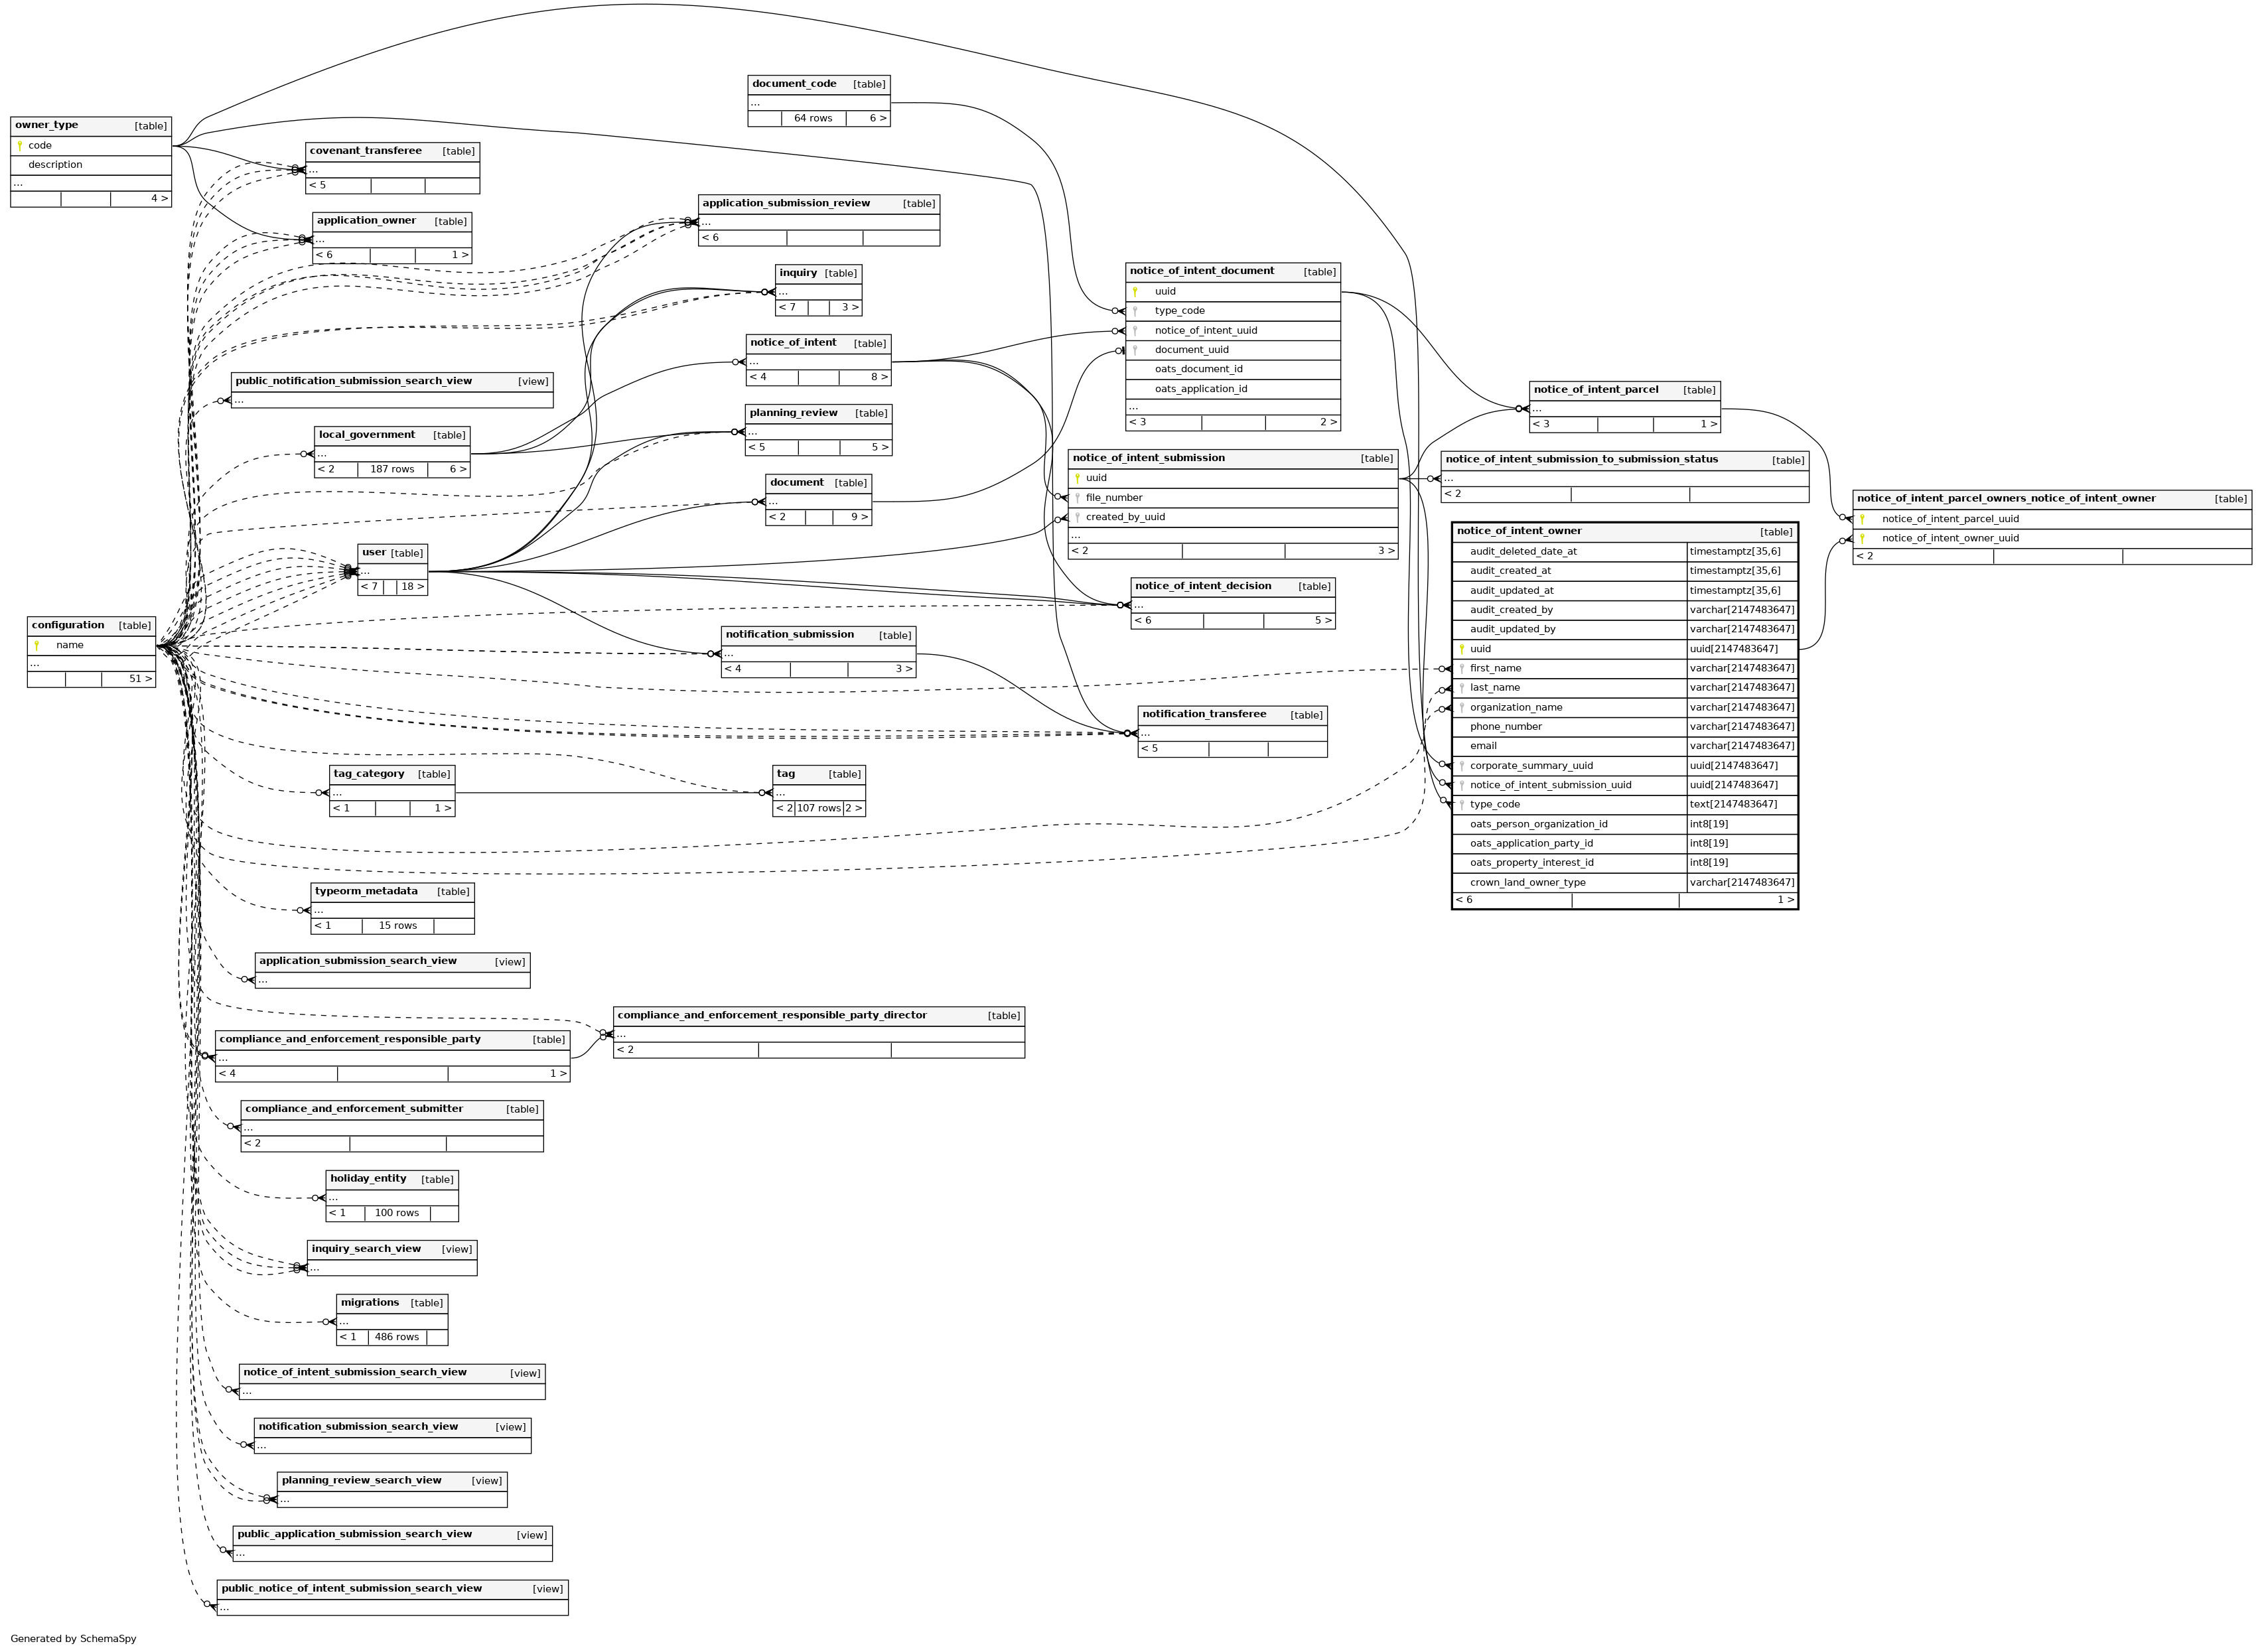 document_code [table]
...
64 rows 6 >
owner_type [table]
code
description
...
4 >
covenant_transferee [table]
...
< 5
application_owner [table]
...
< 6 1 >
application_submission_review [table]
...
< 6
inquiry [table]
...
< 7 3 >
notice_of_intent [table]
...
< 4 8 >
public_notification_submission_search_view [view]
...
planning_review [table]
...
< 5 5 >
local_government [table]
...
< 2 187 rows 6 >
document [table]
...
< 2 9 >
user [table]
...
< 7 18 >
configuration [table]
name
...
51 >
notice_of_intent_document [table]
uuid
type_code
notice_of_intent_uuid
document_uuid
oats_document_id
oats_application_id
...
< 3 2 >
notice_of_intent_submission [table]
uuid
file_number
created_by_uuid
...
< 2 3 >
notice_of_intent_decision [table]
...
< 6 5 >
notification_submission [table]
...
< 4 3 >
notification_transferee [table]
...
< 5
notice_of_intent_parcel [table]
...
< 3 1 >
notice_of_intent_submission_to_submission_status [table]
...
< 2
notice_of_intent_parcel_owners_notice_of_intent_owner [table]
notice_of_intent_parcel_uuid
notice_of_intent_owner_uuid
< 2
notice_of_intent_owner [table]
audit_deleted_date_at timestamptz[35,6]
audit_created_at timestamptz[35,6]
audit_updated_at timestamptz[35,6]
audit_created_by varchar[2147483647]
audit_updated_by varchar[2147483647]
uuid uuid[2147483647]
first_name varchar[2147483647]
last_name varchar[2147483647]
organization_name varchar[2147483647]
phone_number varchar[2147483647]
email varchar[2147483647]
corporate_summary_uuid uuid[2147483647]
notice_of_intent_submission_uuid uuid[2147483647]
type_code text[2147483647]
oats_person_organization_id int8[19]
oats_application_party_id int8[19]
oats_property_interest_id int8[19]
crown_land_owner_type varchar[2147483647]
< 6 1 >
tag_category [table]
...
< 1 1 >
tag [table]
...
< 2 107 rows 2 >
typeorm_metadata [table]
...
< 1 15 rows
application_submission_search_view [view]
...
compliance_and_enforcement_responsible_party_director [table]
...
< 2
compliance_and_enforcement_responsible_party [table]
...
< 4 1 >
compliance_and_enforcement_submitter [table]
...
< 2
holiday_entity [table]
...
< 1 100 rows
inquiry_search_view [view]
...
migrations [table]
...
< 1 486 rows
notice_of_intent_submission_search_view [view]
...
notification_submission_search_view [view]
...
planning_review_search_view [view]
...
public_application_submission_search_view [view]
...
public_notice_of_intent_submission_search_view [view]
...
Generated by SchemaSpy